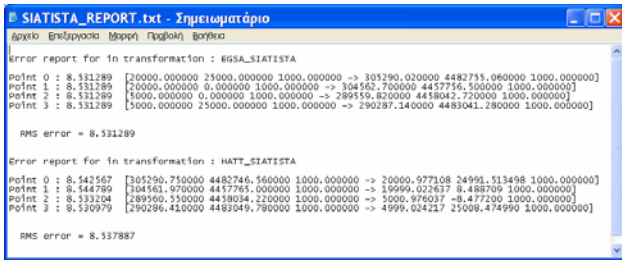 SIATISTA_REPORT.txt - Σημειωματάριο
Αρχείο Επεξεργασία Μορφή Προβολή Βοήθεια
Error report for in transformation : EGSA_SIATISTA
Point 0 : 8.531289 [20000.000000 25000.000000 1000.000000 -> 305290.020000 4482755.060000 1000.000000]
Point 1 : 8.531289 [20000.000000 0.000000 1000.000000 -> 304562.700000 4457756.500000 1000.000000]
Point 2 : 8.531289 [5000.000000 0.000000 1000.000000 -> 289559.820000 4458042.720000 1000.000000]
Point 3 : 8.531289 [5000.000000 25000.000000 1000.000000 -> 290287.140000 4483041.280000 1000.000000]
RMS error = 8.531289
Error report for in transformation : HATT_SIATISTA
Point 0 : 8.542567 [305290.750000 4482746.560000 1000.000000 -> 20000.977108 24991.513498 1000.000000]
Point 1 : 8.544789 [304561.970000 4457765.000000 1000.000000 -> 19999.022637 8.488709 1000.000000]
Point 2 : 8.533204 [289560.550000 4458034.220000 1000.000000 -> 5000.976037 -8.477200 1000.000000]
Point 3 : 8.530979 [290286.410000 4483049.780000 1000.000000 -> 4999.024217 25008.474990 1000.000000]
RMS error = 8.537887